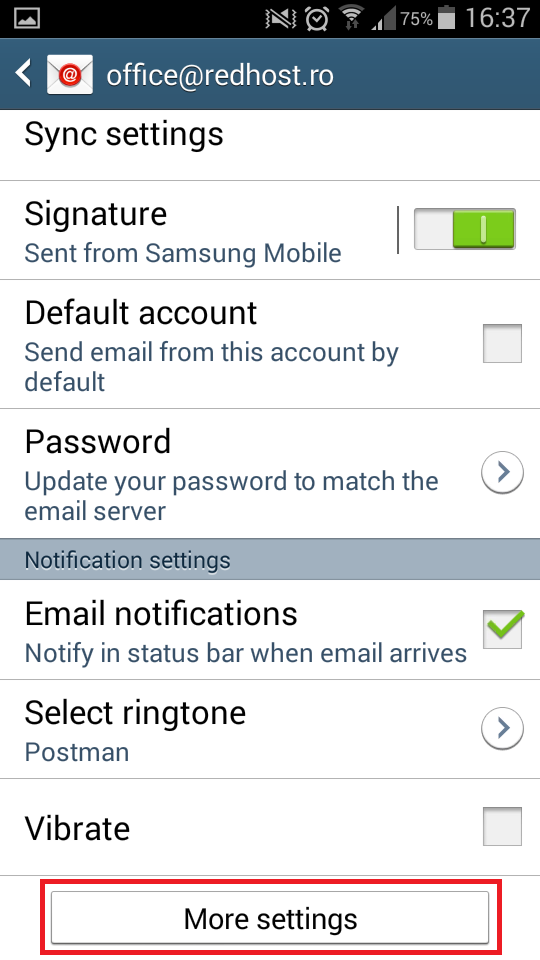 75% 16:37
office@redhost.ro
Sync settings
Signature
Sent from Samsung Mobile
Default account
Send email from this account by
default
Password
Update your password to match the
email server
Notification settings
Email notifications
Notify in status bar when email arrives
Select ringtone
Postman
Vibrate
More settings